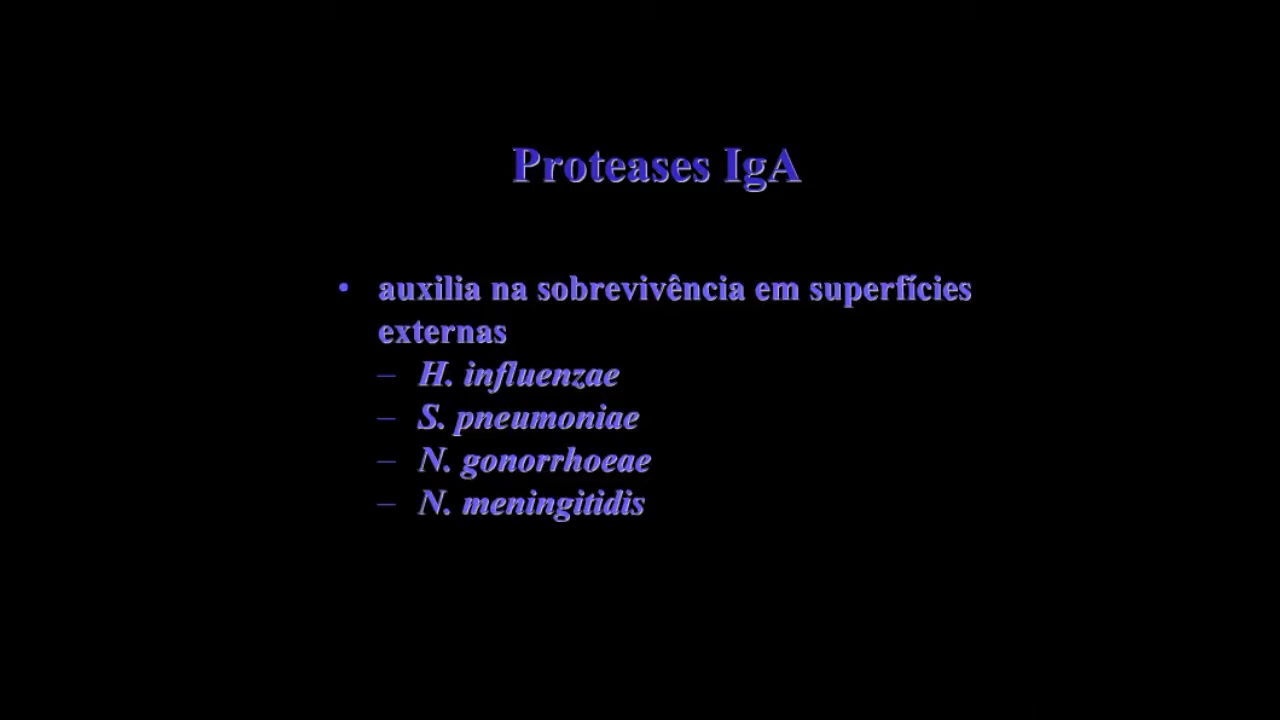 Proteases IgA
• auxilia na sobrevivência em superfícies
externas
– H. influenzae
– S. pneumoniae
– N. gonorrhoeae
– N. meningitidis